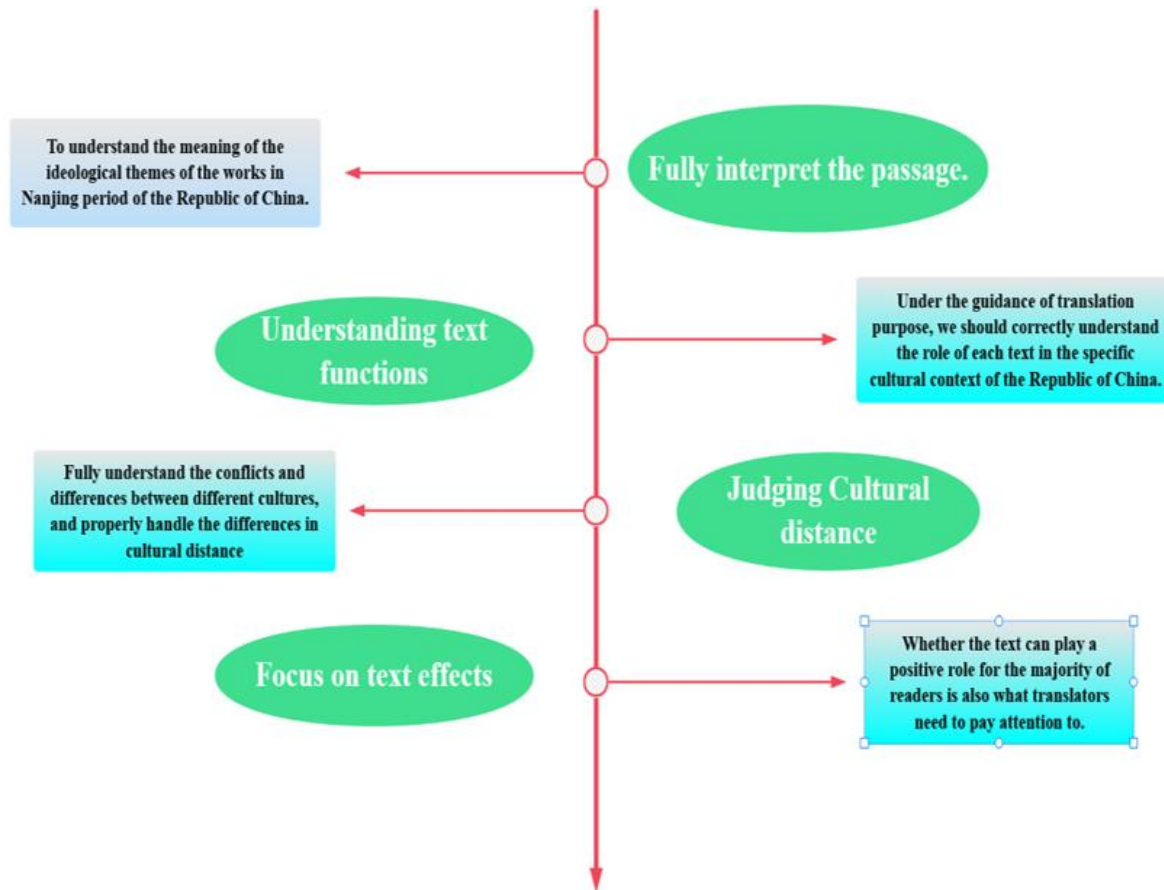 To understand the meaning of the
ideological themes of the works in
Nanjing period of the Republic of China.
Fully interpret the passage.
Understanding text
functions
Under the guidance of translation
purpose, we should correctly understand
the role of each text in the specific
cultural context of the Republic of China.
Fully understand the conflicts and
differences between different cultures,
and properly handle the differences in
cultural distance
Judging Cultural
distance
Focus on text effects
Whether the text can play a
positive role for the majority of
readers is also what translators
need to pay attention to.